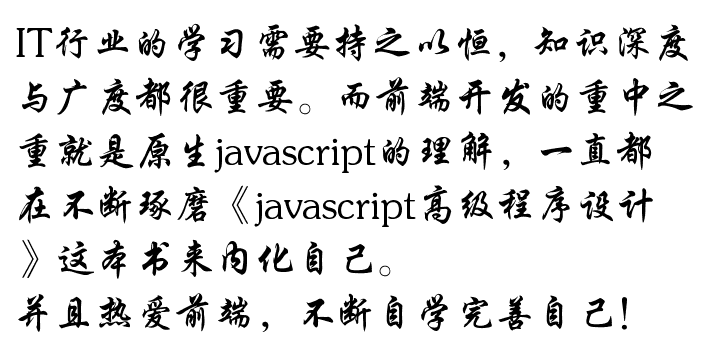 IT行业的学习需要持之以恒，知识深度
与广度都很重要。而前端开发的重中之
重就是原生javascript的理解，一直都
在不断琢磨《javascript高级程序设计
》这本书来内化自己。
并且热爱前端，不断自学完善自己！